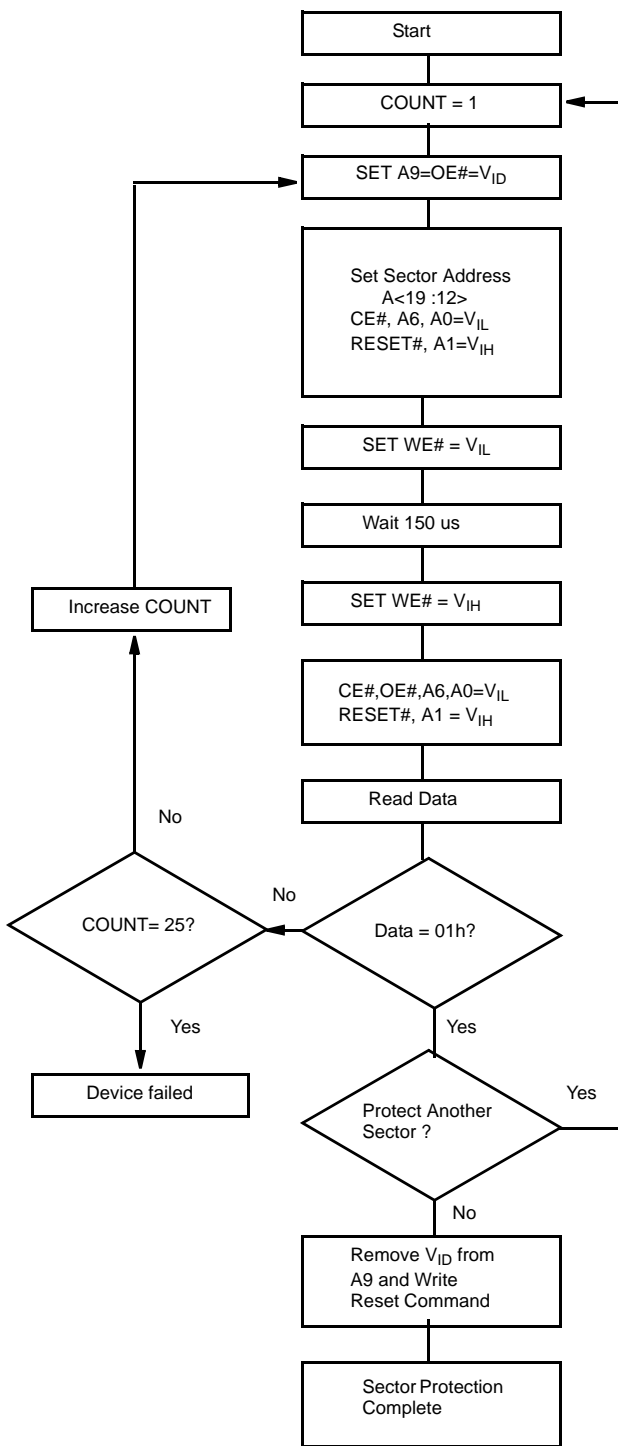 Start
COUNT = 1
SET A9=OE#=VID
Set Sector Address
A<19 :12>
CE#, A6, A0=VIL
RESET#, A1=VIH
SET WE# = VIL
Wait 150 us
Increase COUNT
SET WE# = VIH
CE#,OE#,A6,A0=VIL
RESET#, A1 = VIH
Read Data
No
No
COUNT= 25?
Data = 01h?
Yes
Yes
Device failed
Protect Another
Sector ?
Yes
No
Remove VID from
A9 and Write
Reset Command
Sector Protection
Complete